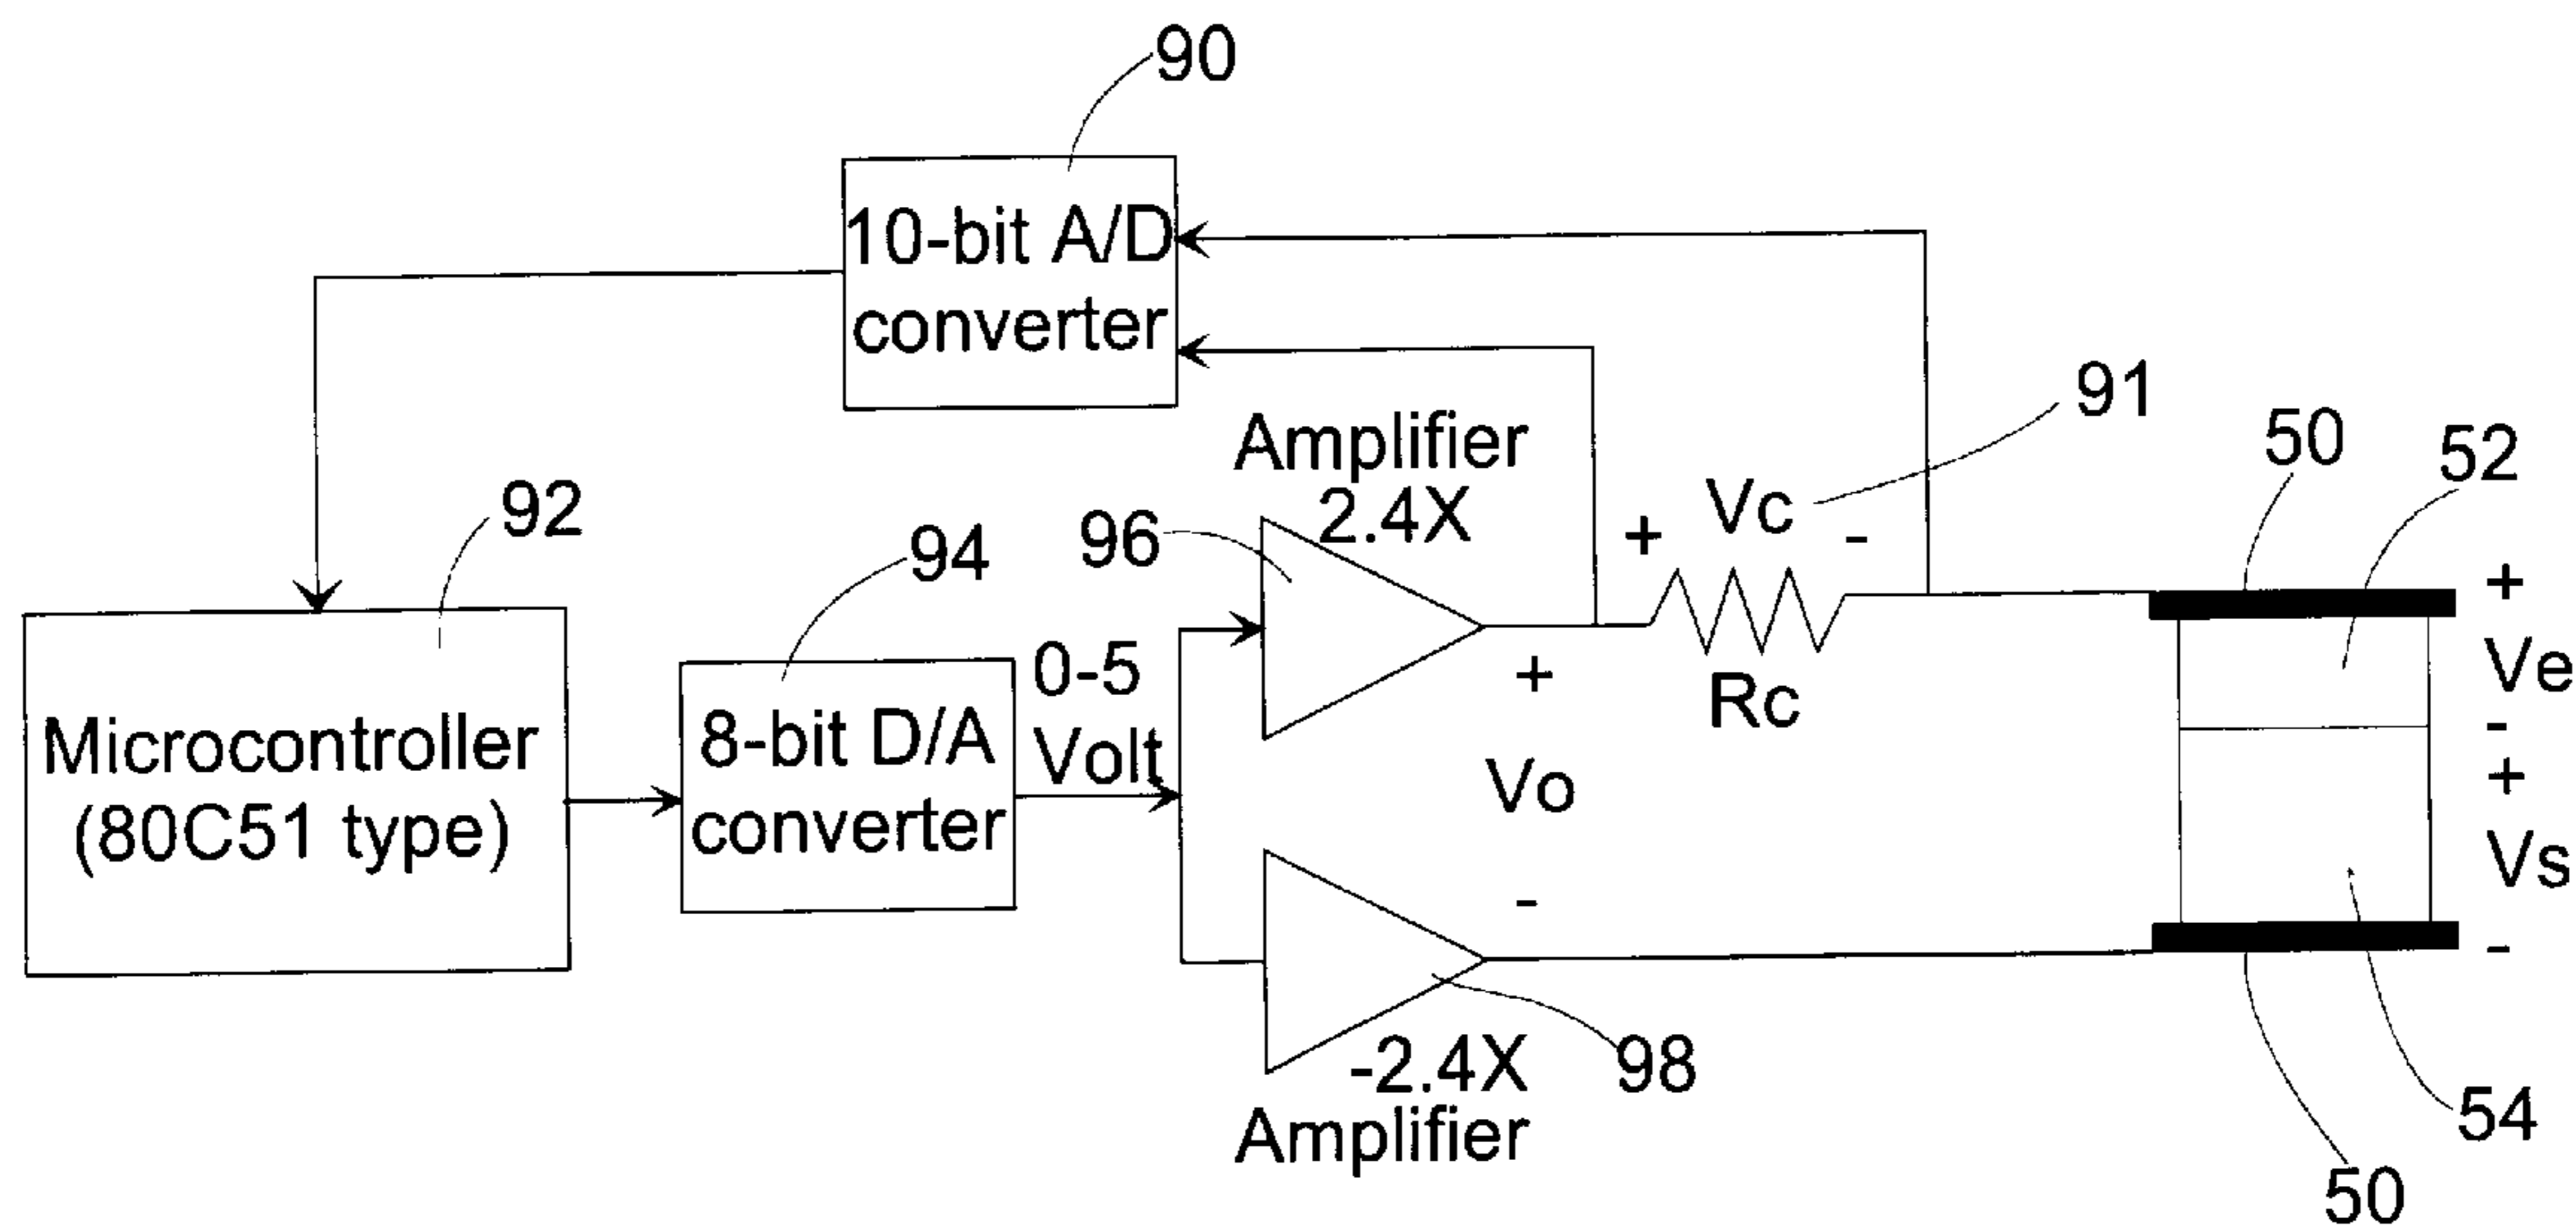 90
10-bit A/D
converter
91
Amplifier
2.4X
50
52
92
94
96
+
Vc
-
+
Ve
-
0-5
Volt
+
Vo
-
Rc
Microcontroller
(80C51 type)
8-bit D/A
converter
+
Vs
-
-2.4X
Amplifier
98
54
50